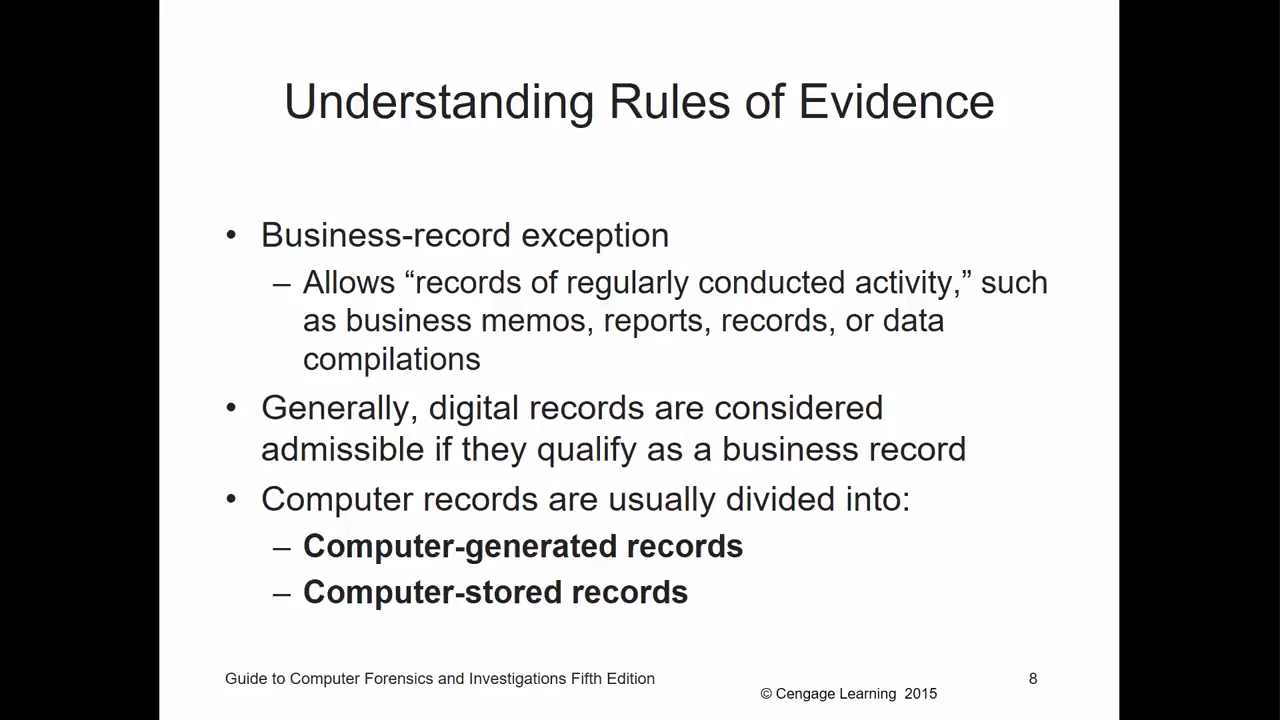 Understanding Rules of Evidence
• Business-record exception
– Allows “records of regularly conducted activity,” such
as business memos, reports, records, or data
compilations
• Generally, digital records are considered
admissible if they qualify as a business record
• Computer records are usually divided into:
– Computer-generated records
– Computer-stored records
Guide to Computer Forensics and Investigations Fifth Edition
8
© Cengage Learning 2015